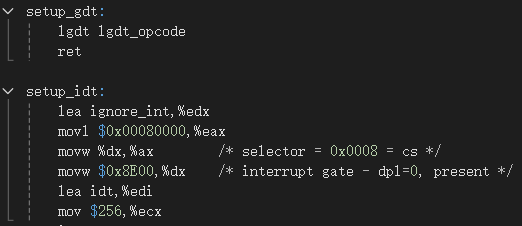 setup_gdt:
lgdt lgdt_opcode
ret
setup_idt:
lea ignore_int,%edx
movl $0x00080000,%eax
movw %dx,%ax /* selector = 0x0008 = cs */
movw $0x8E00,%dx /* interrupt gate - dpl=0, present */
lea idt,%edi
mov $256,%ecx